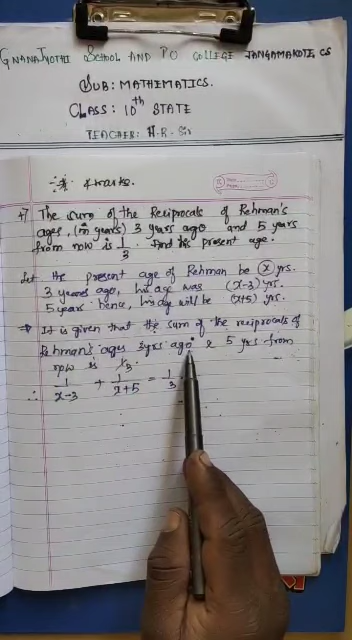 GNANAJYOTHI SCHOOL AND PU COLLEGE JANGAMAKOTE, CS
SUB: MATHEMATICS.
CLASS: 10th STATE
TEACHER: H.R. Sir
4 marks.
47 The sum of the Reciprocals of Rehman's
ages, (in years) 3 years ago and 5 years
from now is 1/3. Find his present age.
Let the present age of Rehman be (x) yrs.
3 years ago, his age was (x-3) yrs.
5 years hence, his age will be (x+5) yrs.
⇒ It is given that the sum of the reciprocals of
Rehman's ages 3yrs ago & 5 yrs from
now is 1/3.
∴ 1/x-3 + 1/x+5 = 1/3